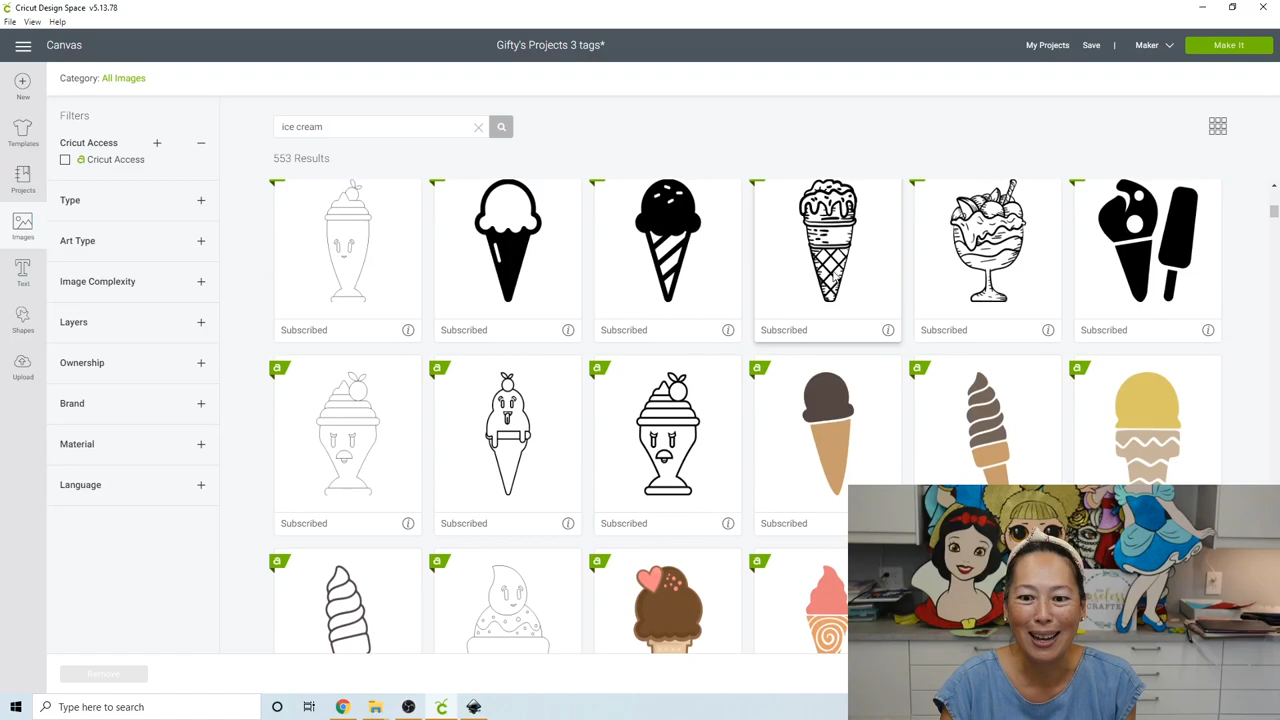 Cricut Design Space v5.13.78
File View Help
Canvas
Gifty's Projects 3 tags*
My Projects Save | Maker Make It
New
Templates
Projects
Images
Text
Shapes
Upload
Category: All Images
Filters
Cricut Access + −
a Cricut Access
Type +
Art Type +
Image Complexity +
Layers +
Ownership +
Brand +
Material +
Language +
Remove
ice cream
553 Results
Subscribed Subscribed Subscribed Subscribed Subscribed Subscribed
a a a a a a
Subscribed Subscribed Subscribed Subscribed
a a a a
Type here to search